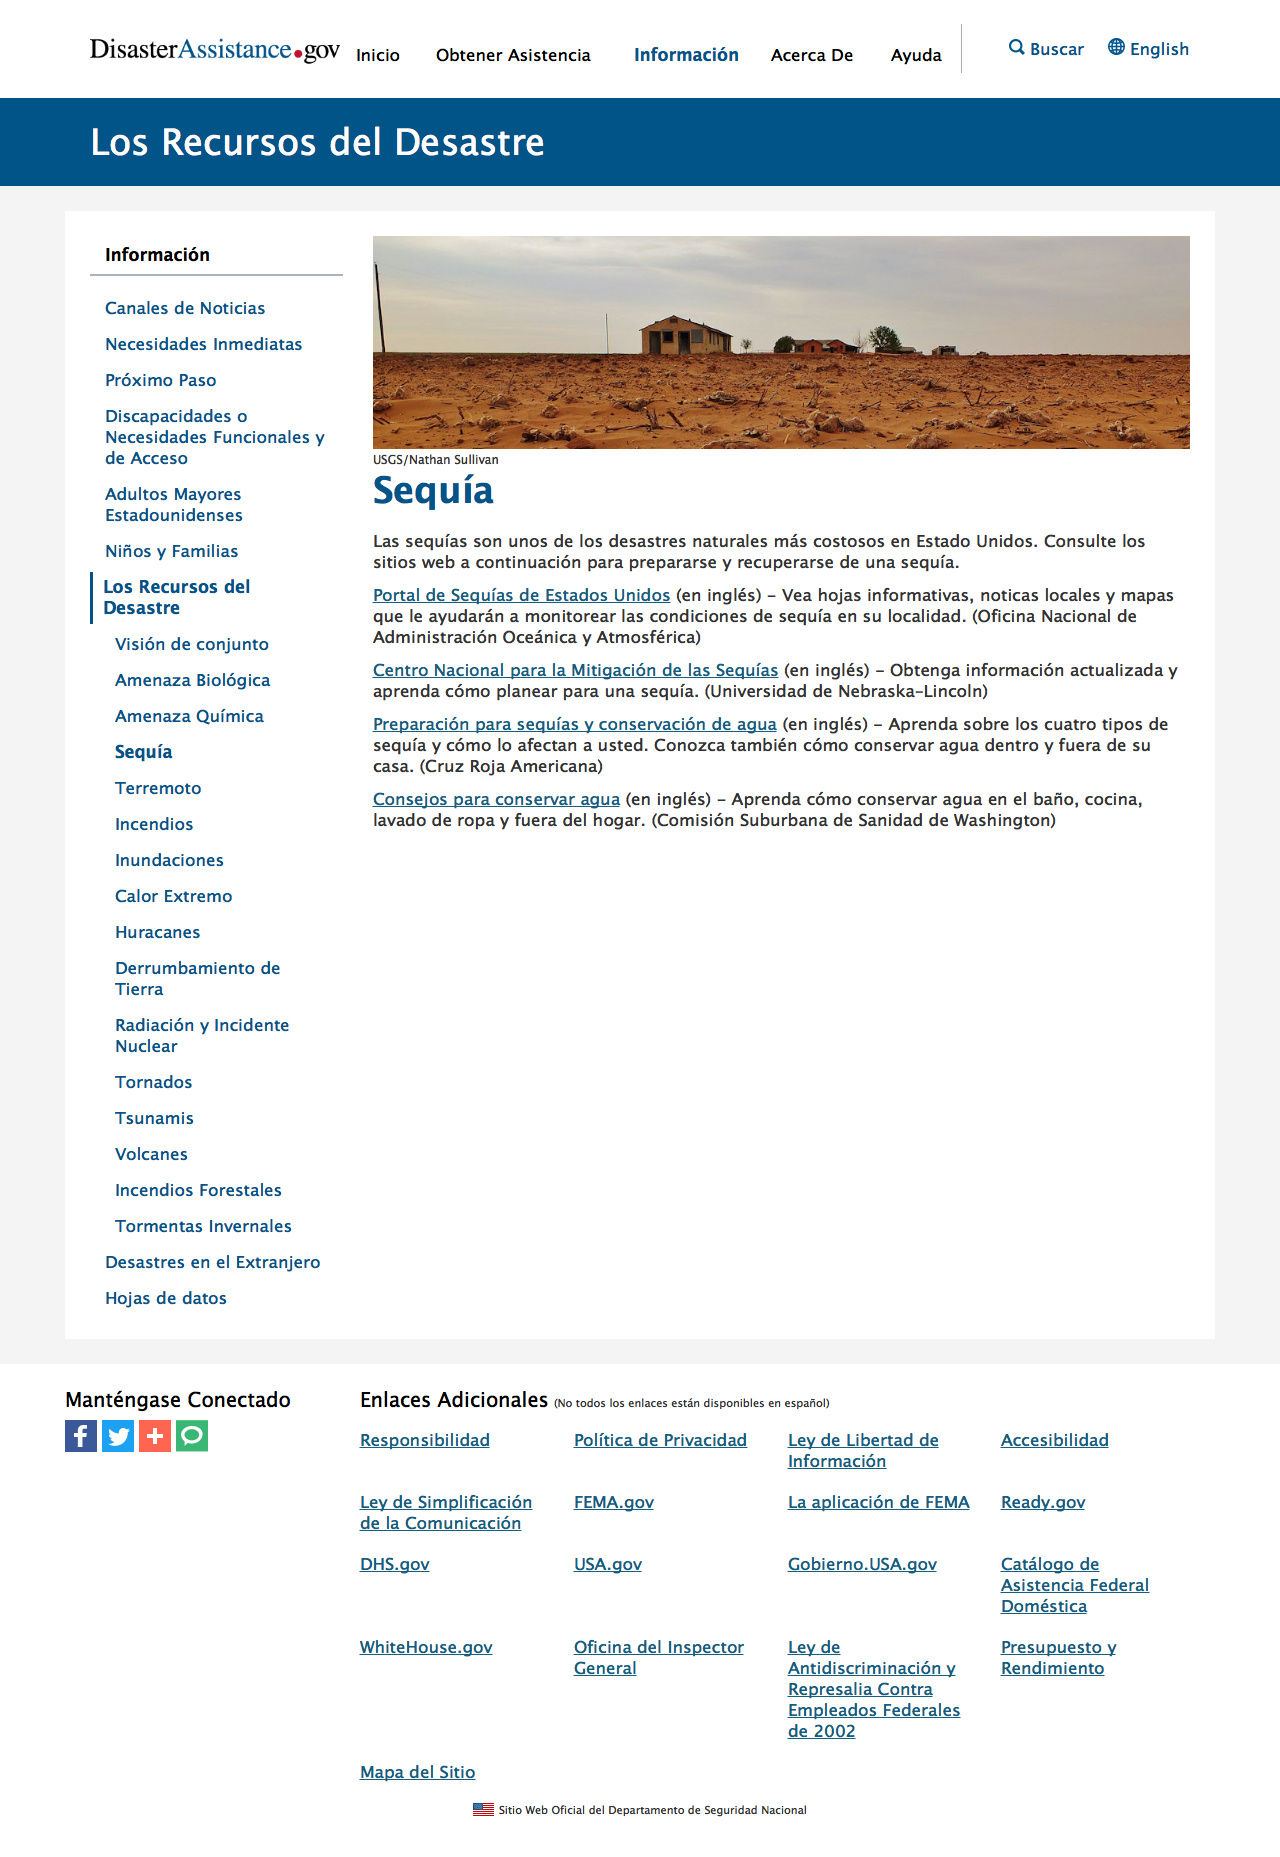 DisasterAssistance.gov
Inicio
Obtener Asistencia
Información
Acerca De
Ayuda
Buscar
English
Los Recursos del Desastre
Información
Canales de Noticias
Necesidades Inmediatas
Próximo Paso
Discapacidades o
Necesidades Funcionales y
de Acceso
Adultos Mayores
Estadounidenses
Niños y Familias
Los Recursos del
Desastre
Visión de conjunto
Amenaza Biológica
Amenaza Química
Sequía
Terremoto
Incendios
Inundaciones
Calor Extremo
Huracanes
Derrumbamiento de
Tierra
Radiación y Incidente
Nuclear
Tornados
Tsunamis
Volcanes
Incendios Forestales
Tormentas Invernales
Desastres en el Extranjero
Hojas de datos
USGS/Nathan Sullivan
Sequía
Las sequías son unos de los desastres naturales más costosos en Estado Unidos. Consulte los
sitios web a continuación para prepararse y recuperarse de una sequía.
Portal de Sequías de Estados Unidos (en inglés) – Vea hojas informativas, noticas locales y mapas
que le ayudarán a monitorear las condiciones de sequía en su localidad. (Oficina Nacional de
Administración Oceánica y Atmosférica)
Centro Nacional para la Mitigación de las Sequías (en inglés) – Obtenga información actualizada y
aprenda cómo planear para una sequía. (Universidad de Nebraska–Lincoln)
Preparación para sequías y conservación de agua (en inglés) – Aprenda sobre los cuatro tipos de
sequía y cómo lo afectan a usted. Conozca también cómo conservar agua dentro y fuera de su
casa. (Cruz Roja Americana)
Consejos para conservar agua (en inglés) – Aprenda cómo conservar agua en el baño, cocina,
lavado de ropa y fuera del hogar. (Comisión Suburbana de Sanidad de Washington)
Manténgase Conectado
Enlaces Adicionales (No todos los enlaces están disponibles en español)
Responsibilidad
Política de Privacidad
Ley de Libertad de
Información
Accesibilidad
Ley de Simplificación
de la Comunicación
FEMA.gov
La aplicación de FEMA
Ready.gov
DHS.gov
USA.gov
Gobierno.USA.gov
Catálogo de
Asistencia Federal
Doméstica
WhiteHouse.gov
Oficina del Inspector
General
Ley de
Antidiscriminación y
Represalia Contra
Empleados Federales
de 2002
Presupuesto y
Rendimiento
Mapa del Sitio
Sitio Web Oficial del Departamento de Seguridad Nacional